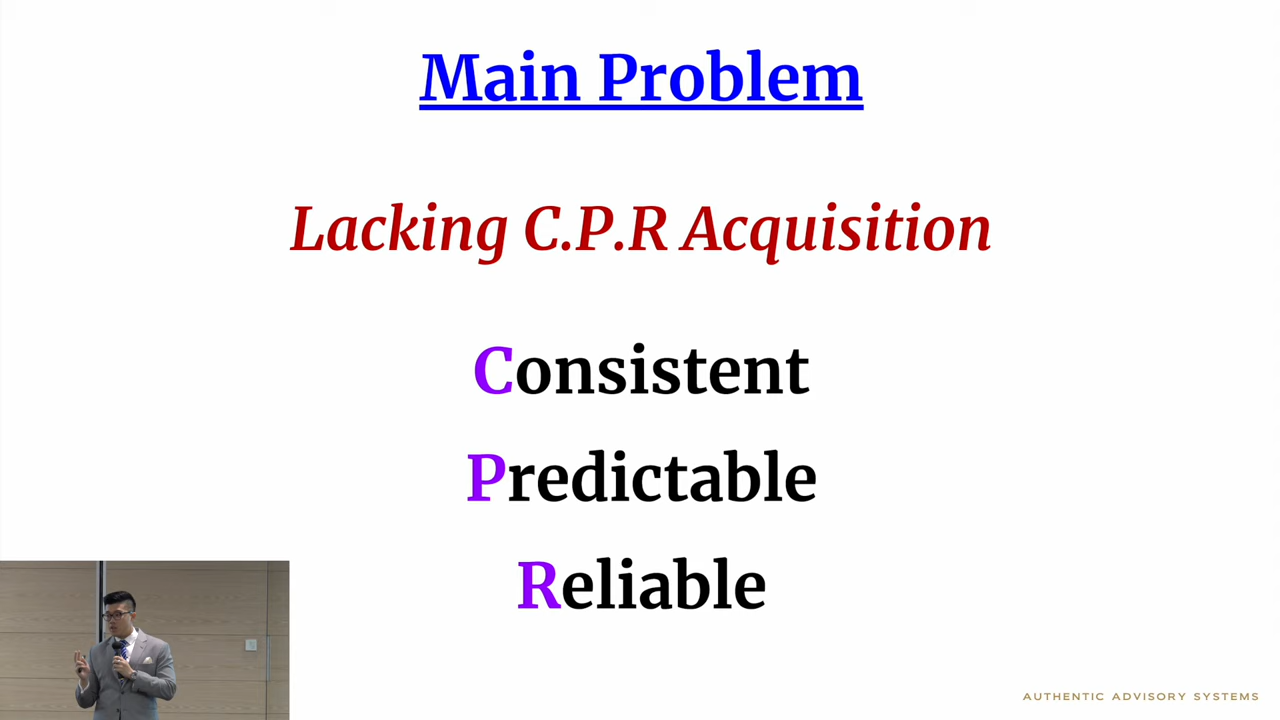 Main Problem
Lacking C.P.R Acquisition
Consistent
Predictable
Reliable
AUTHENTIC ADVISORY SYSTEMS